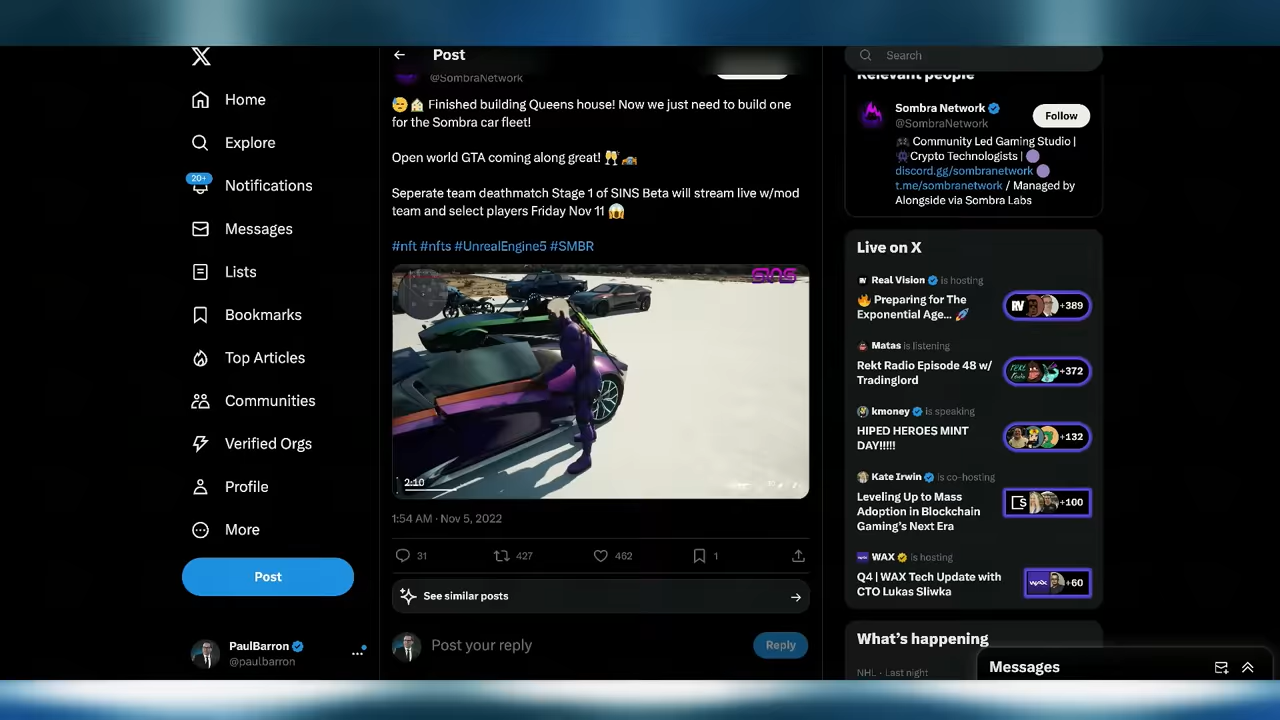 Home
Explore
20+
Notifications
Messages
Lists
Bookmarks
Top Articles
Communities
Verified Orgs
Profile
More
Post
PaulBarron
@paulbarron
Post
@SombraNetwork
Finished building Queens house! Now we just need to build one
for the Sombra car fleet!
Open world GTA coming along great!
Seperate team deathmatch Stage 1 of SINS Beta will stream live w/mod
team and select players Friday Nov 11
#nft #nfts #UnrealEngine5 #SMBR
SINS
2:10
1:54 AM · Nov 5, 2022
31
427
462
1
See similar posts
Post your reply
Reply
Search
Relevant people
Sombra Network
@SombraNetwork
Follow
Community Led Gaming Studio |
Crypto Technologists |
discord.gg/sombranetwork
t.me/sombranetwork / Managed by
Alongside via Sombra Labs
Live on X
Real Vision is hosting
Preparing for The
Exponential Age...
RV
+389
Matas is listening
Rekt Radio Episode 48 w/
Tradinglord
+372
kmoney is speaking
HIPED HEROES MINT
DAY!!!!!
+132
Kate Irwin is co-hosting
Leveling Up to Mass
Adoption in Blockchain
Gaming's Next Era
+100
WAX is hosting
Q4 | WAX Tech Update with
CTO Lukas Sliwka
+60
What's happening
NHL · Last night
Messages